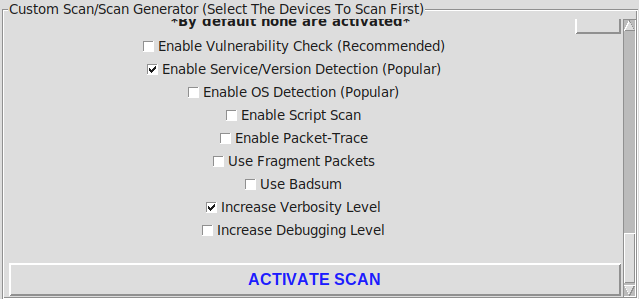 Custom Scan/Scan Generator (Select The Devices To Scan First)
*By default none are activated*
Enable Vulnerability Check (Recommended)
Enable Service/Version Detection (Popular)
Enable OS Detection (Popular)
Enable Script Scan
Enable Packet-Trace
Use Fragment Packets
Use Badsum
Increase Verbosity Level
Increase Debugging Level
ACTIVATE SCAN